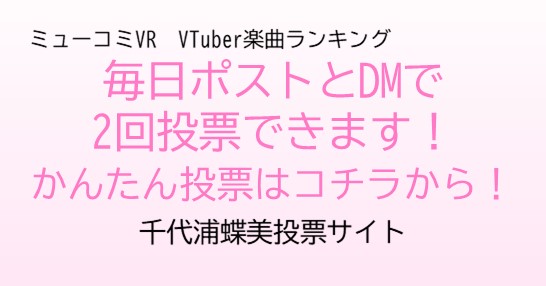 ミューコミVR　VTuber楽曲ランキング
毎日ポストとDMで
2回投票できます！
かんたん投票はコチラから！
千代浦蝶美投票サイト